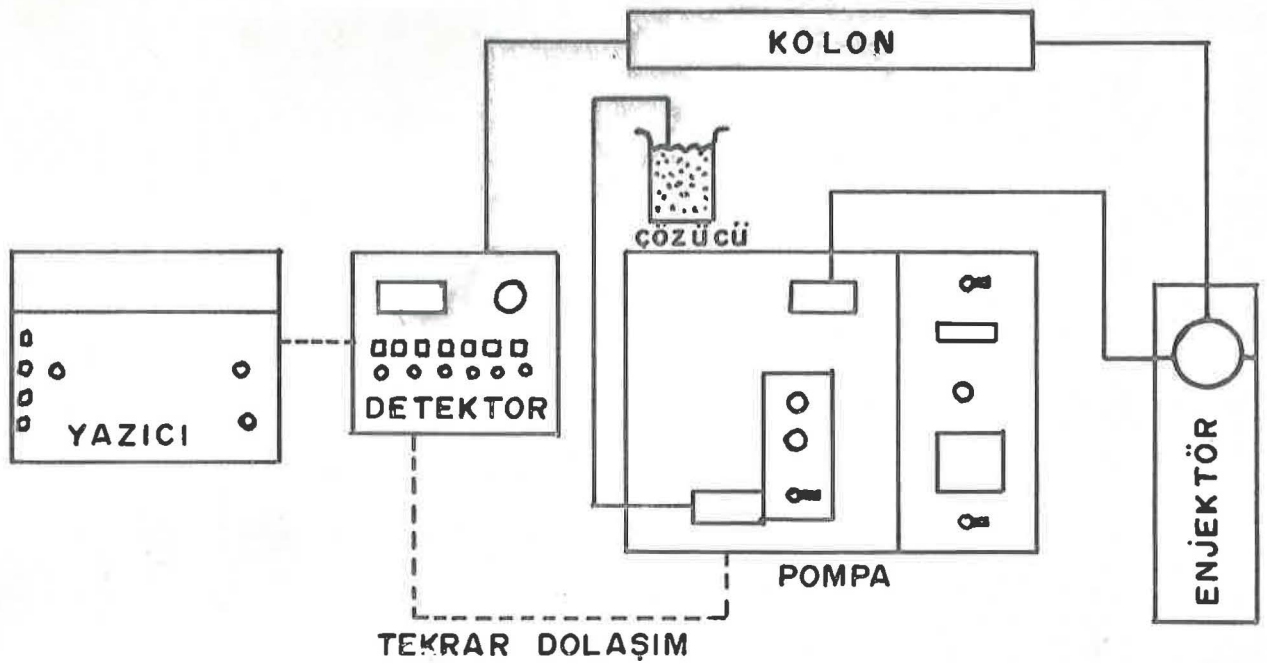 KOLON
çözücü
DETEKTOR
YAZICI
POMPA
ENJEKTÖR
TEKRAR DOLAŞIM